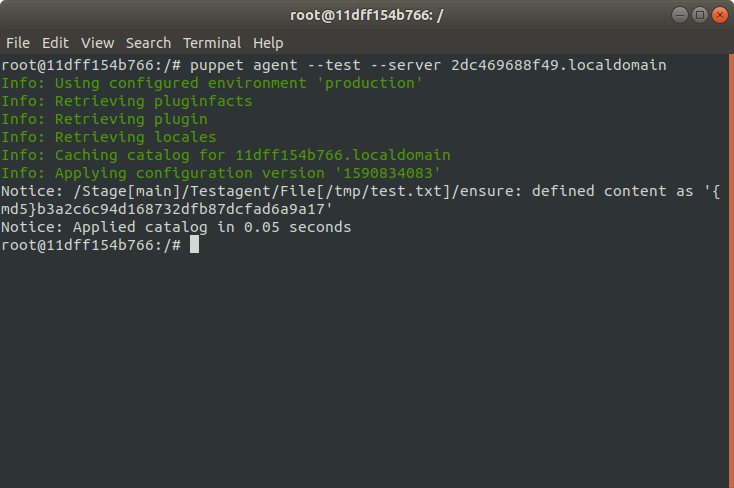 root@11dff154b766: /
File Edit View Search Terminal Help
root@11dff154b766:/# puppet agent --test --server 2dc469688f49.localdomain
Info: Using configured environment 'production'
Info: Retrieving pluginfacts
Info: Retrieving plugin
Info: Retrieving locales
Info: Caching catalog for 11dff154b766.localdomain
Info: Applying configuration version '1590834083'
Notice: /Stage[main]/Testagent/File[/tmp/test.txt]/ensure: defined content as '{
md5}b3a2c6c94d168732dfb87dcfad6a9a17'
Notice: Applied catalog in 0.05 seconds
root@11dff154b766:/#